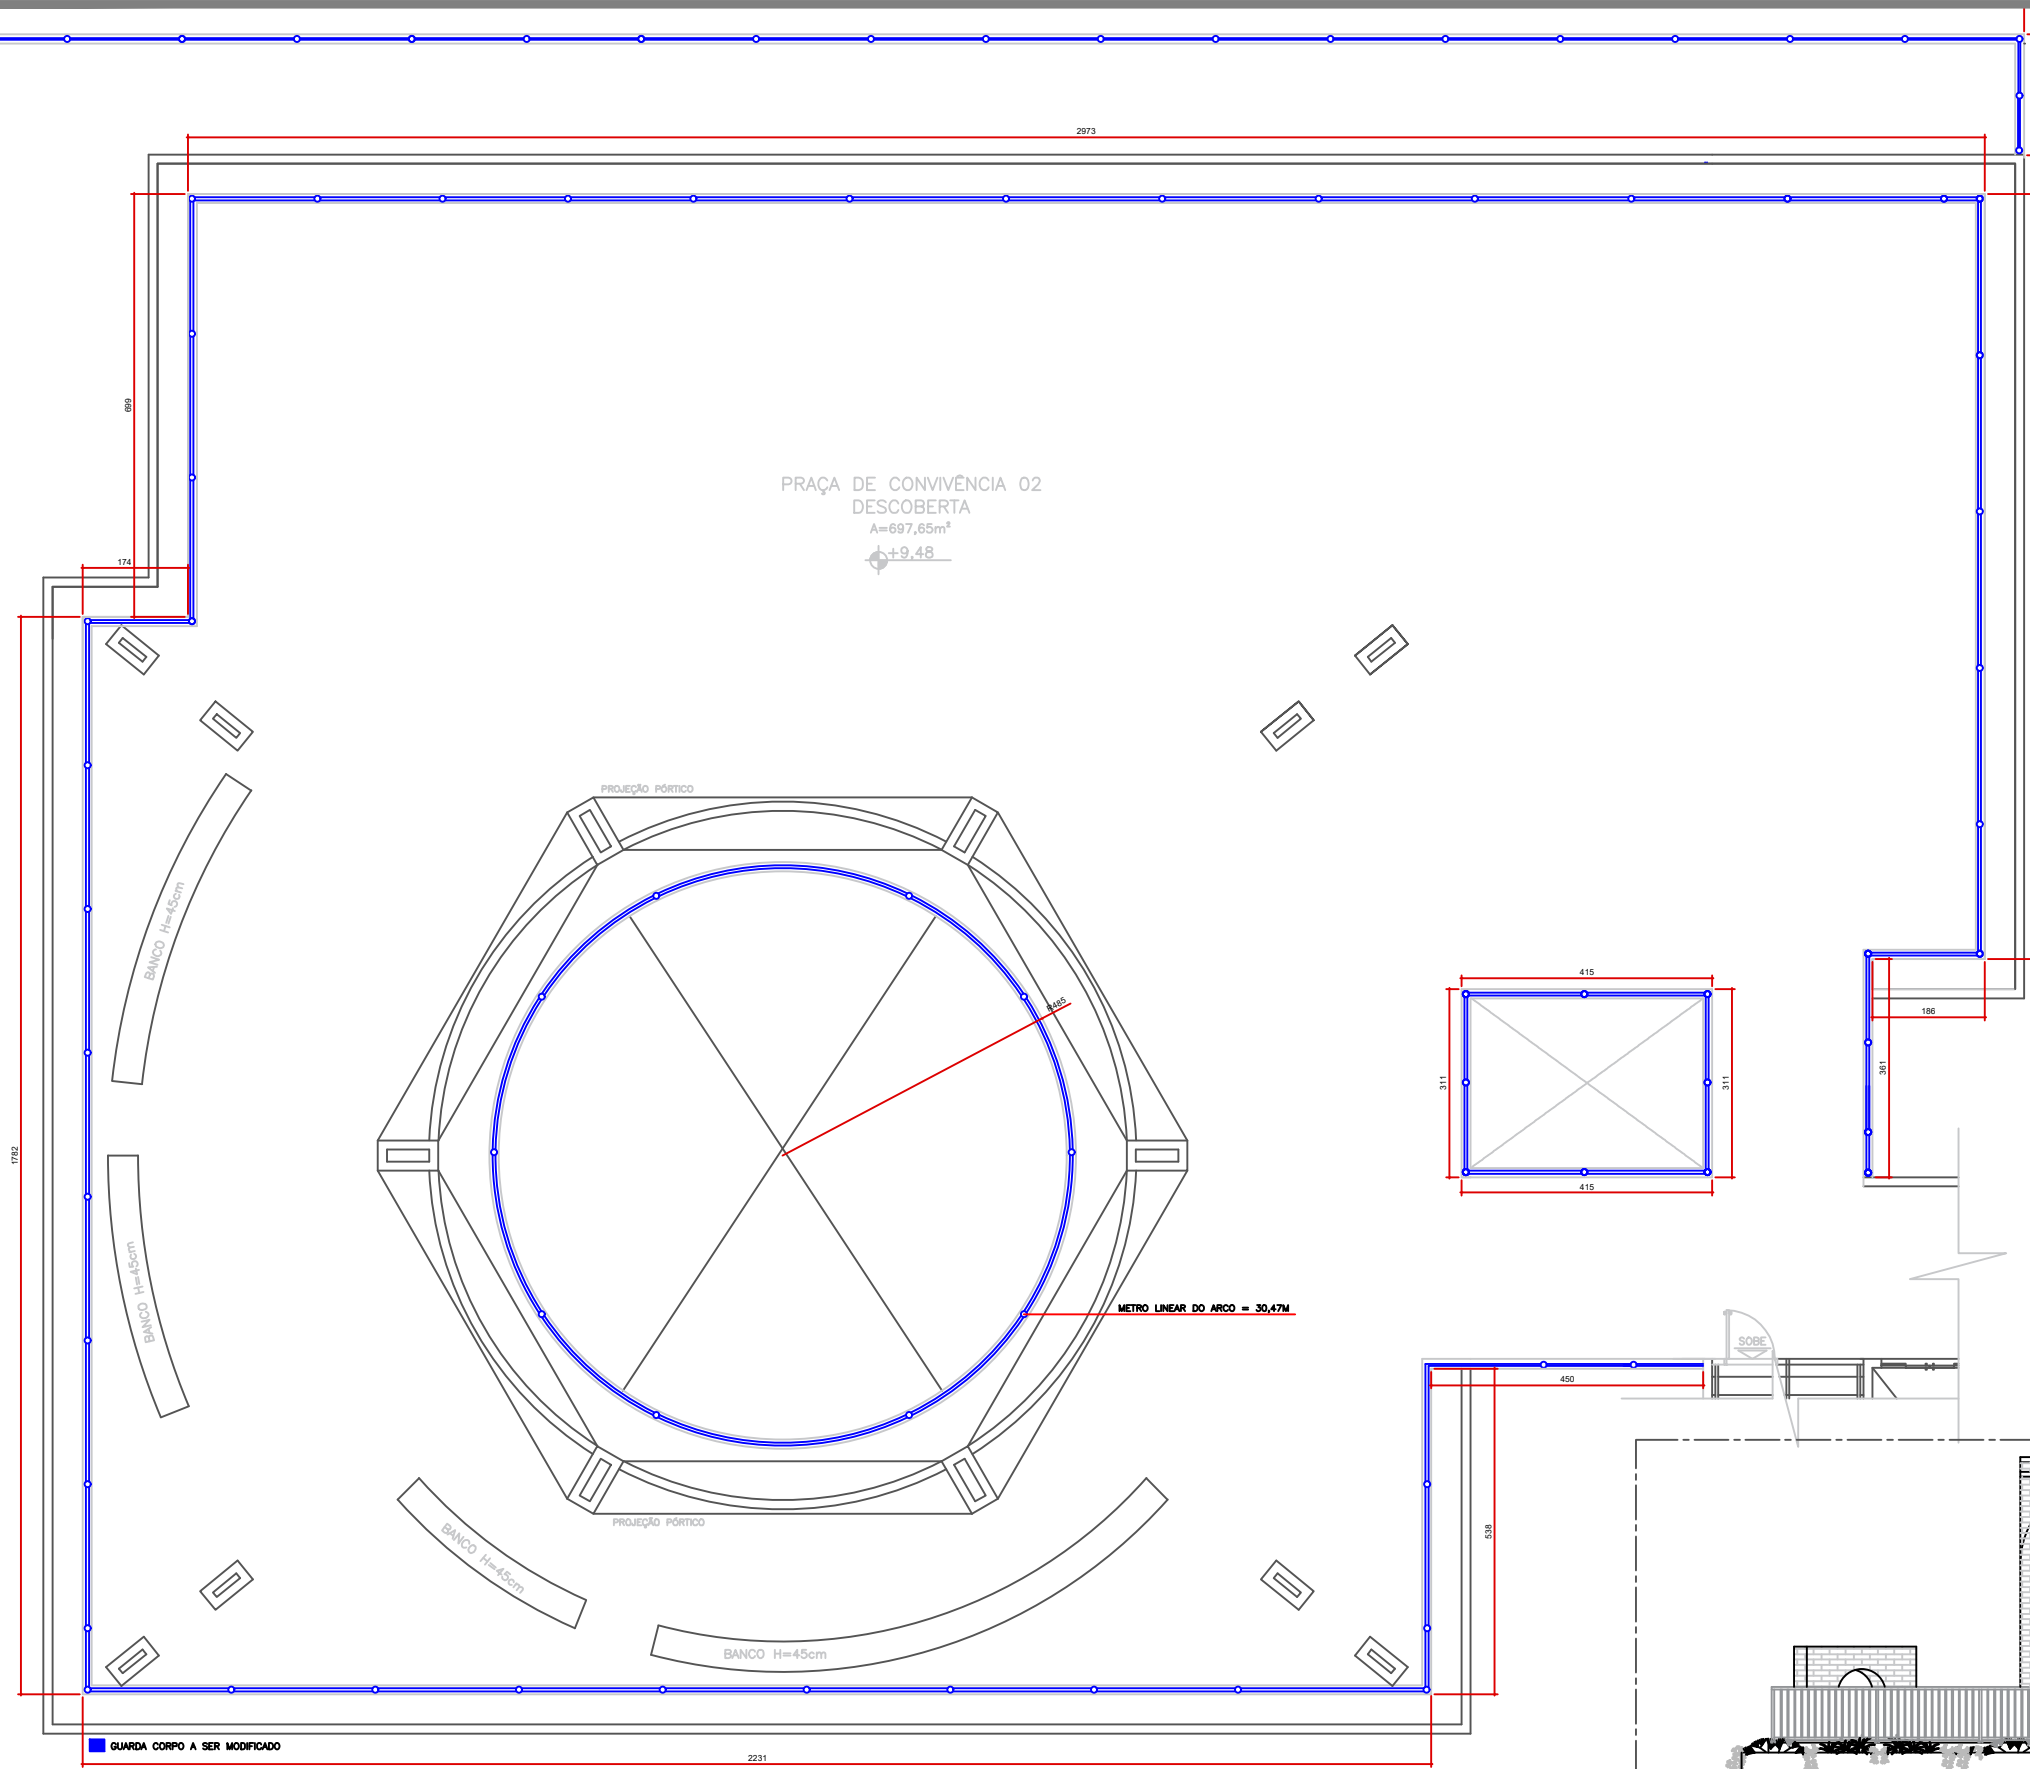 2973
699
PRAÇA DE CONVIVÊNCIA 02
DESCOBERTA
A=697,65m²
+9,48
174
PROJEÇÃO PÓRTICO
BANCO H=45cm
R485
415
311
311
186
361
415
1782
BANCO H=45cm
METRO LINEAR DO ARCO = 30,47M
SOBE
450
538
PROJEÇÃO PÓRTICO
BANCO H=45cm
BANCO H=45cm
GUARDA CORPO A SER MODIFICADO
2231